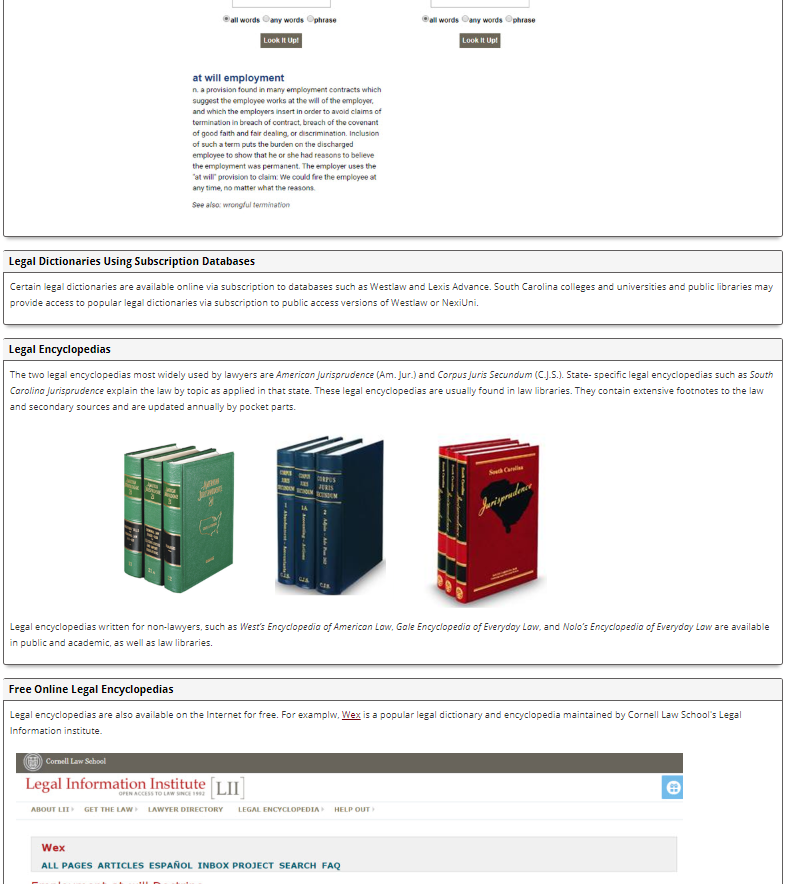 all words any words phrase all words any words phrase
Look It Up! Look It Up!
at will employment
n. a provision found in many employment contracts which
suggest the employee works at the will of the employer,
and which the employers insert in order to avoid claims of
termination in breach of contract, breach of the covenant
of good faith and fair dealing, or discrimination. Inclusion
of such a term puts the burden on the discharged
employee to show that he or she had reasons to believe
the employment was permanent. The employer uses the
"at will" provision to claim: We could fire the employee at
any time, no matter what the reasons.
See also: wrongful termination
Legal Dictionaries Using Subscription Databases
Certain legal dictionaries are available online via subscription to databases such as Westlaw and Lexis Advance. South Carolina colleges and universities and public libraries may
provide access to popular legal dictionaries via subscription to public access versions of Westlaw or NexiUni.
Legal Encyclopedias
The two legal encyclopedias most widely used by lawyers are American Jurisprudence (Am. Jur.) and Corpus Juris Secundum (C.J.S.). State- specific legal encyclopedias such as South
Carolina Jurisprudence explain the law by topic as applied in that state. These legal encyclopedias are usually found in law libraries. They contain extensive footnotes to the law
and secondary sources and are updated annually by pocket parts.
CORPUS JURIS SECUNDUM
1
1A
2
C.J.S. C.J.S. C.J.S.
South Carolina
Jurisprudence
Legal encyclopedias written for non-lawyers, such as West's Encyclopedia of American Law, Gale Encyclopedia of Everyday Law, and Nolo's Encyclopedia of Everyday Law are available
in public and academic, as well as law libraries.
Free Online Legal Encyclopedias
Legal encyclopedias are also available on the Internet for free. For examplw, Wex is a popular legal dictionary and encyclopedia maintained by Cornell Law School's Legal
Information institute.
Cornell Law School
Legal Information Institute [LII]
OPEN ACCESS TO LAW SINCE 1992
ABOUT LII GET THE LAW LAWYER DIRECTORY LEGAL ENCYCLOPEDIA HELP OUT
Wex
ALL PAGES ARTICLES ESPAÑOL INBOX PROJECT SEARCH FAQ